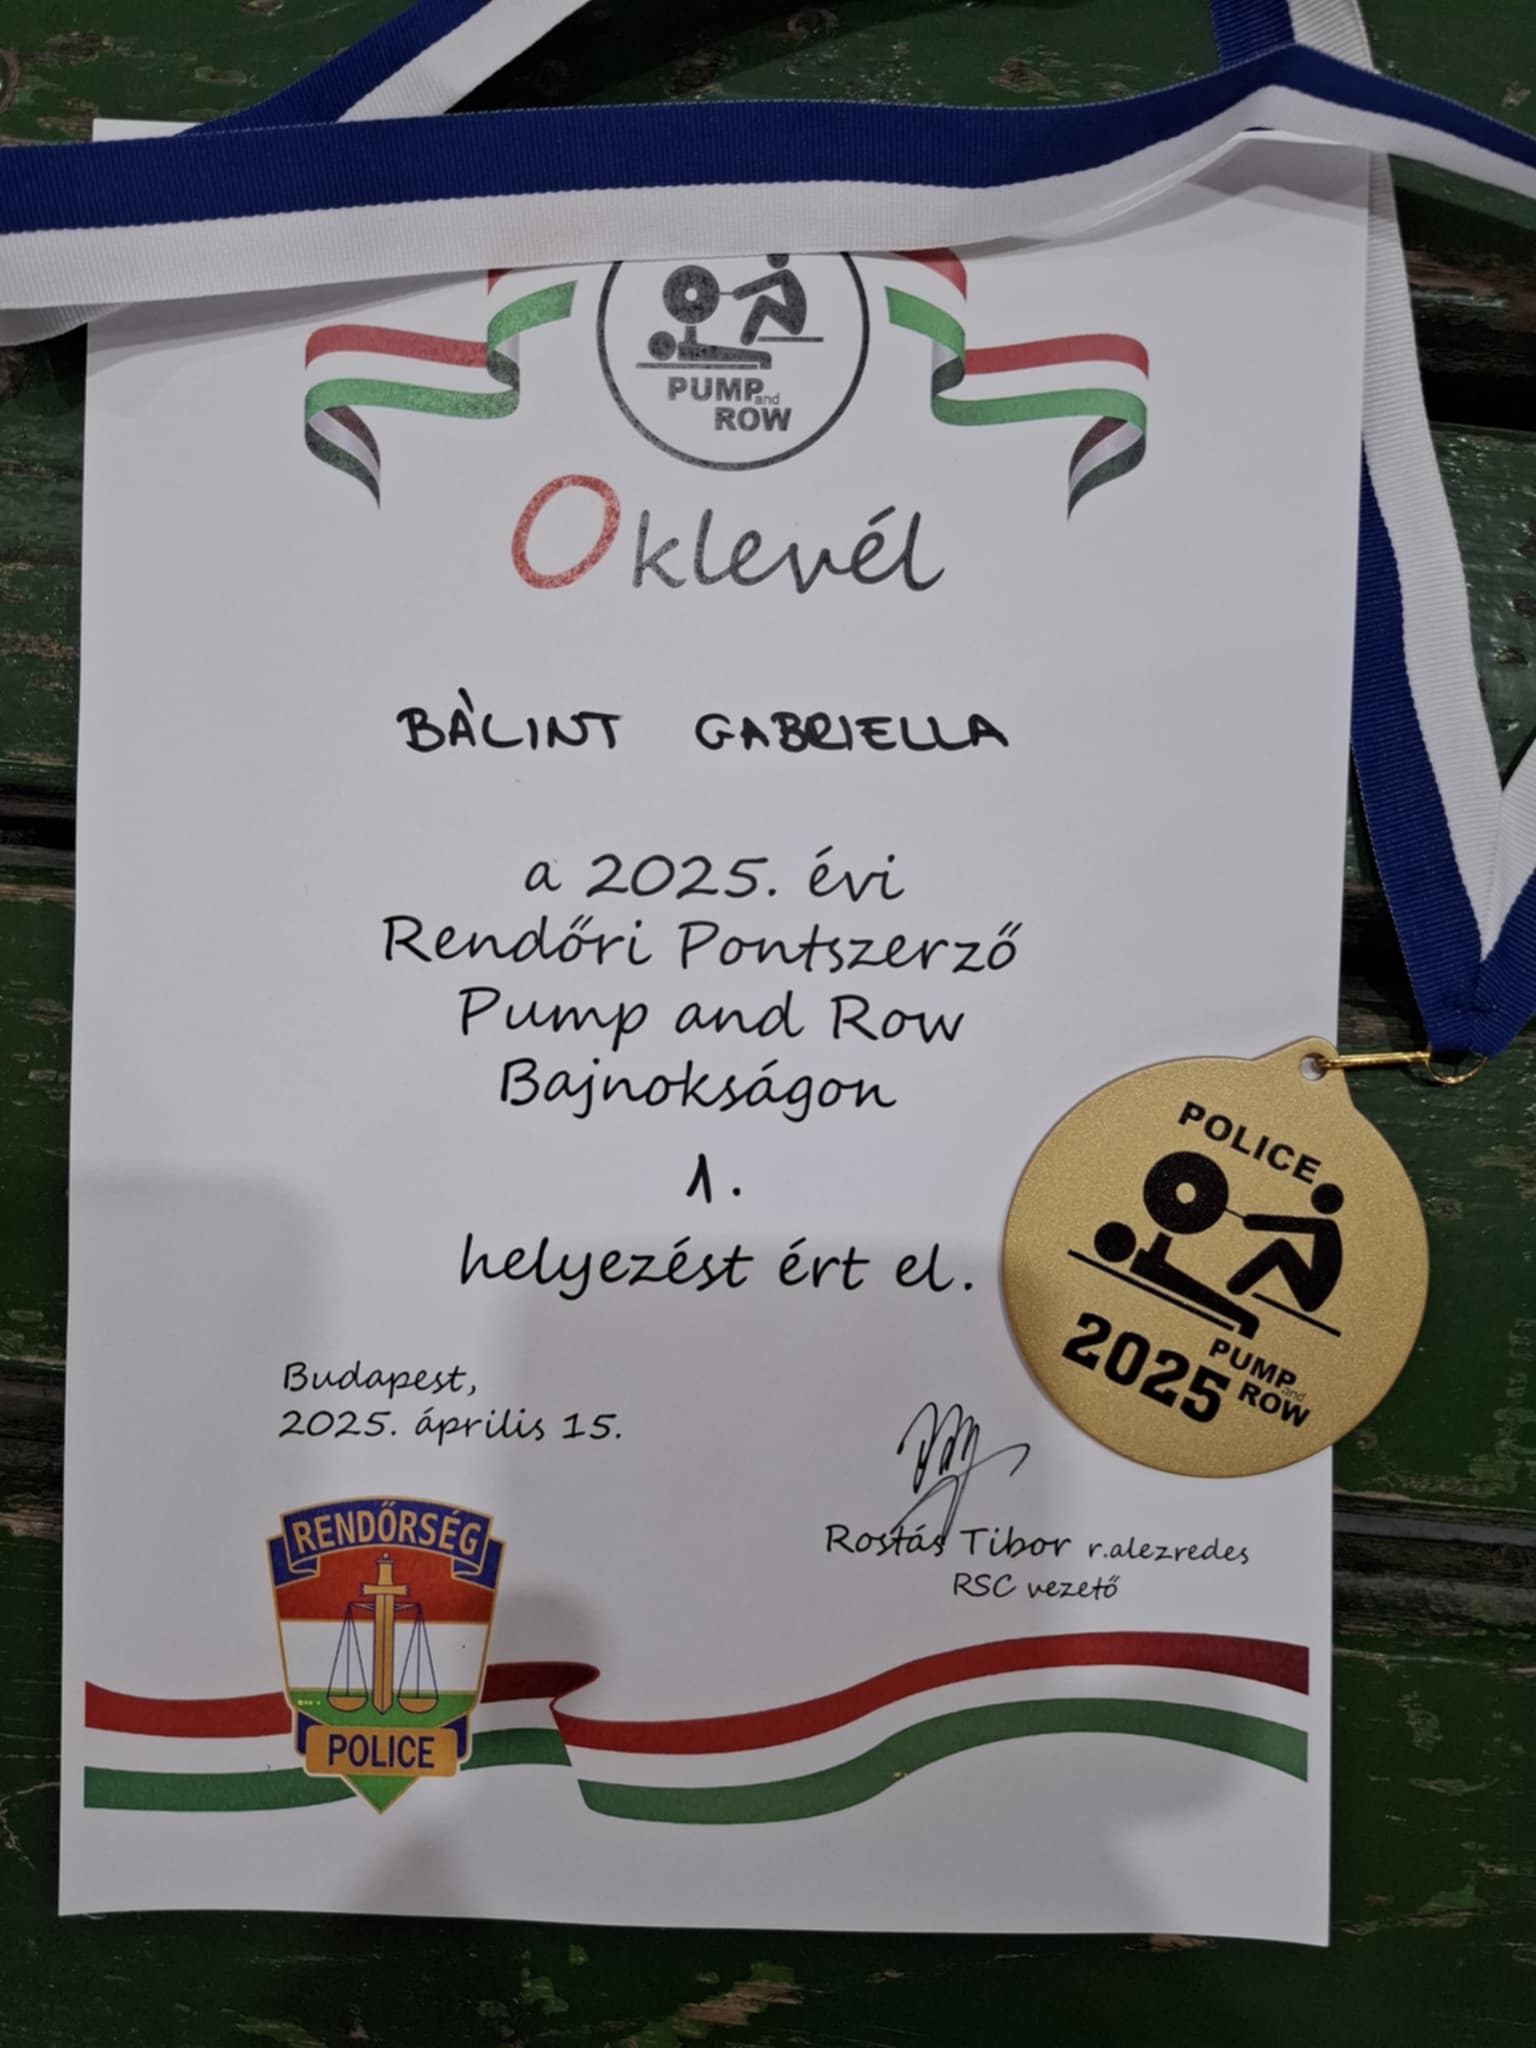 PUMP and
ROW
Oklevél
BÁLINT GABRIELLA
a 2025. évi
Rendőri Pontszerző
Pump and Row
Bajnokságon
1.
helyezést ért el.
POLICE
2025
PUMP and
ROW
Budapest,
2025. április 15.
Rostás Tibor r.alezredes
RSC vezető
RENDŐRSÉG
POLICE